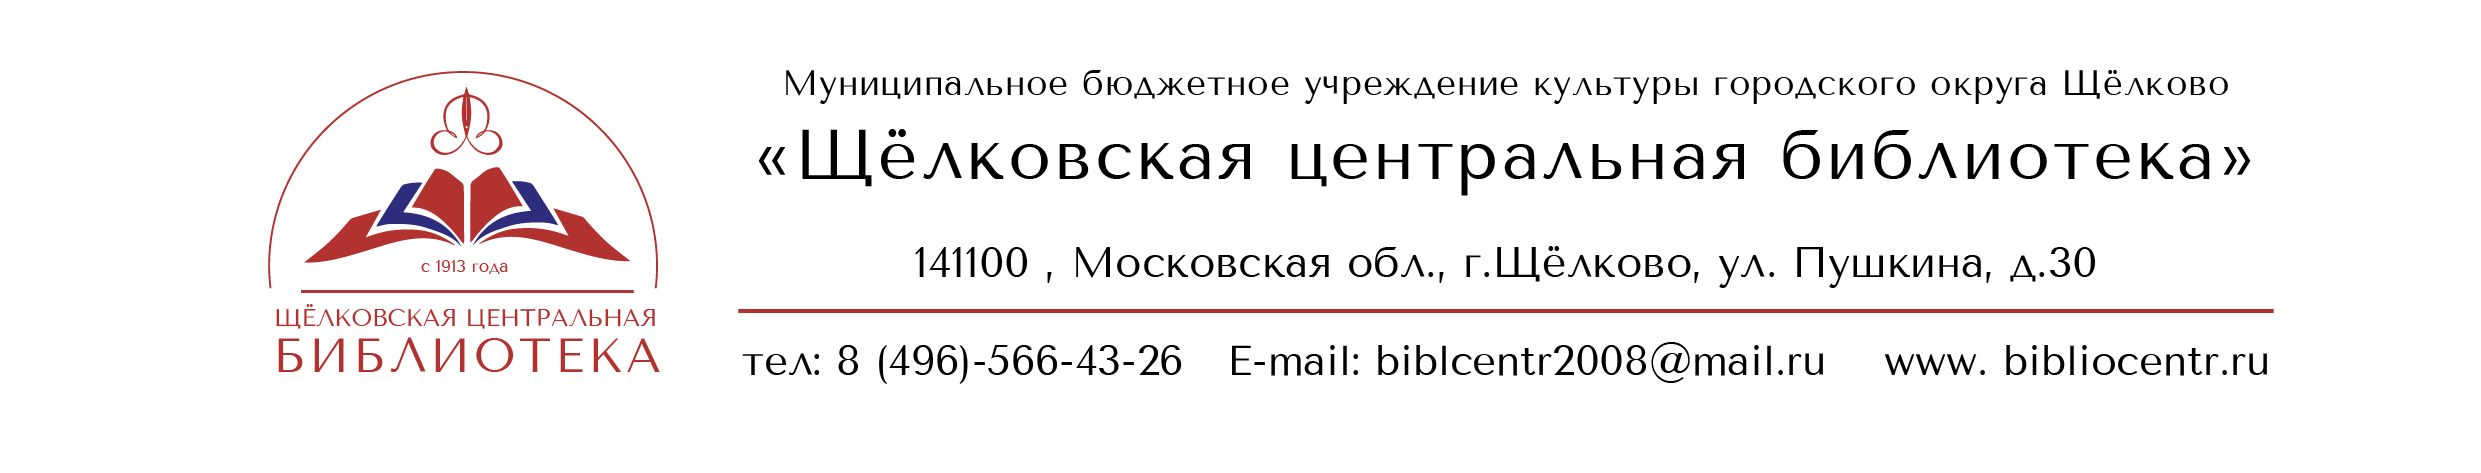 с 1913 года
ЩЁЛКОВСКАЯ ЦЕНТРАЛЬНАЯ
БИБЛИОТЕКА
Муниципальное бюджетное учреждение культуры городского округа Щёлково
«Щёлковская центральная библиотека»
141100 , Московская обл., г.Щёлково, ул. Пушкина, д.30
тел: 8 (496)-566-43-26 E-mail: biblcentr2008@mail.ru www. bibliocentr.ru